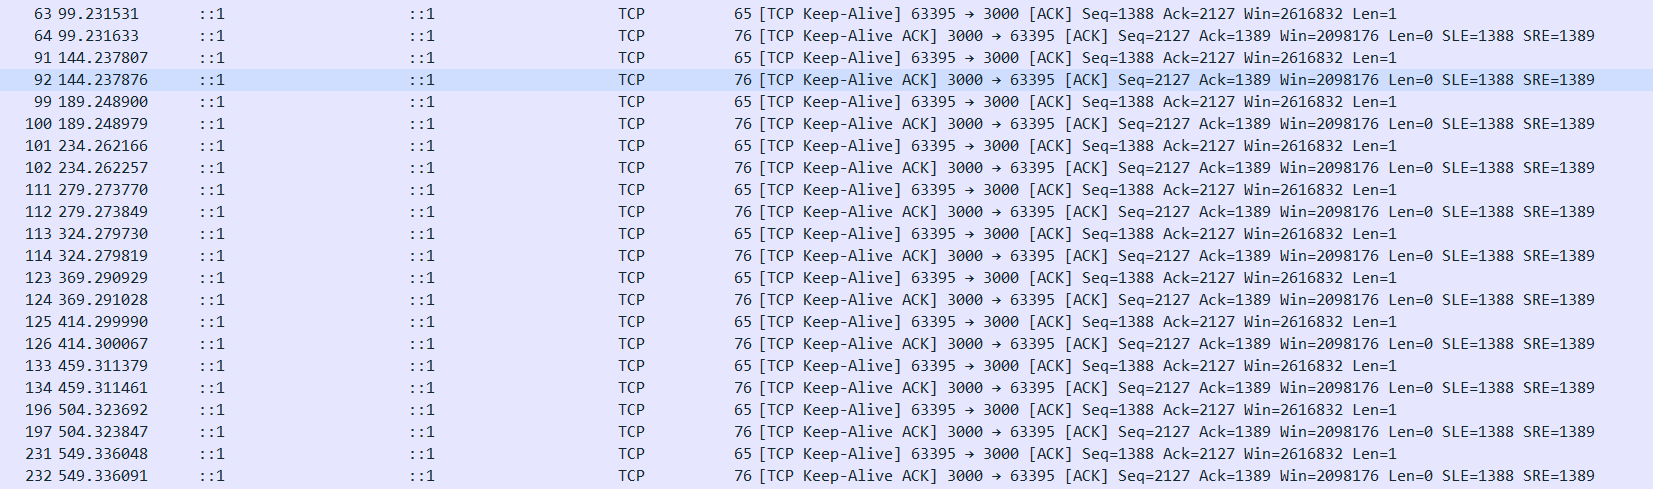 63 99.231531 ::1 ::1 TCP 65 [TCP Keep-Alive] 63395 → 3000 [ACK] Seq=1388 Ack=2127 Win=2616832 Len=1
64 99.231633 ::1 ::1 TCP 76 [TCP Keep-Alive ACK] 3000 → 63395 [ACK] Seq=2127 Ack=1389 Win=2098176 Len=0 SLE=1388 SRE=1389
91 144.237807 ::1 ::1 TCP 65 [TCP Keep-Alive] 63395 → 3000 [ACK] Seq=1388 Ack=2127 Win=2616832 Len=1
92 144.237876 ::1 ::1 TCP 76 [TCP Keep-Alive ACK] 3000 → 63395 [ACK] Seq=2127 Ack=1389 Win=2098176 Len=0 SLE=1388 SRE=1389
99 189.248900 ::1 ::1 TCP 65 [TCP Keep-Alive] 63395 → 3000 [ACK] Seq=1388 Ack=2127 Win=2616832 Len=1
100 189.248979 ::1 ::1 TCP 76 [TCP Keep-Alive ACK] 3000 → 63395 [ACK] Seq=2127 Ack=1389 Win=2098176 Len=0 SLE=1388 SRE=1389
101 234.262166 ::1 ::1 TCP 65 [TCP Keep-Alive] 63395 → 3000 [ACK] Seq=1388 Ack=2127 Win=2616832 Len=1
102 234.262257 ::1 ::1 TCP 76 [TCP Keep-Alive ACK] 3000 → 63395 [ACK] Seq=2127 Ack=1389 Win=2098176 Len=0 SLE=1388 SRE=1389
111 279.273770 ::1 ::1 TCP 65 [TCP Keep-Alive] 63395 → 3000 [ACK] Seq=1388 Ack=2127 Win=2616832 Len=1
112 279.273849 ::1 ::1 TCP 76 [TCP Keep-Alive ACK] 3000 → 63395 [ACK] Seq=2127 Ack=1389 Win=2098176 Len=0 SLE=1388 SRE=1389
113 324.279730 ::1 ::1 TCP 65 [TCP Keep-Alive] 63395 → 3000 [ACK] Seq=1388 Ack=2127 Win=2616832 Len=1
114 324.279819 ::1 ::1 TCP 76 [TCP Keep-Alive ACK] 3000 → 63395 [ACK] Seq=2127 Ack=1389 Win=2098176 Len=0 SLE=1388 SRE=1389
123 369.290929 ::1 ::1 TCP 65 [TCP Keep-Alive] 63395 → 3000 [ACK] Seq=1388 Ack=2127 Win=2616832 Len=1
124 369.291028 ::1 ::1 TCP 76 [TCP Keep-Alive ACK] 3000 → 63395 [ACK] Seq=2127 Ack=1389 Win=2098176 Len=0 SLE=1388 SRE=1389
125 414.299990 ::1 ::1 TCP 65 [TCP Keep-Alive] 63395 → 3000 [ACK] Seq=1388 Ack=2127 Win=2616832 Len=1
126 414.300067 ::1 ::1 TCP 76 [TCP Keep-Alive ACK] 3000 → 63395 [ACK] Seq=2127 Ack=1389 Win=2098176 Len=0 SLE=1388 SRE=1389
133 459.311379 ::1 ::1 TCP 65 [TCP Keep-Alive] 63395 → 3000 [ACK] Seq=1388 Ack=2127 Win=2616832 Len=1
134 459.311461 ::1 ::1 TCP 76 [TCP Keep-Alive ACK] 3000 → 63395 [ACK] Seq=2127 Ack=1389 Win=2098176 Len=0 SLE=1388 SRE=1389
196 504.323692 ::1 ::1 TCP 65 [TCP Keep-Alive] 63395 → 3000 [ACK] Seq=1388 Ack=2127 Win=2616832 Len=1
197 504.323847 ::1 ::1 TCP 76 [TCP Keep-Alive ACK] 3000 → 63395 [ACK] Seq=2127 Ack=1389 Win=2098176 Len=0 SLE=1388 SRE=1389
231 549.336048 ::1 ::1 TCP 65 [TCP Keep-Alive] 63395 → 3000 [ACK] Seq=1388 Ack=2127 Win=2616832 Len=1
232 549.336091 ::1 ::1 TCP 76 [TCP Keep-Alive ACK] 3000 → 63395 [ACK] Seq=2127 Ack=1389 Win=2098176 Len=0 SLE=1388 SRE=1389